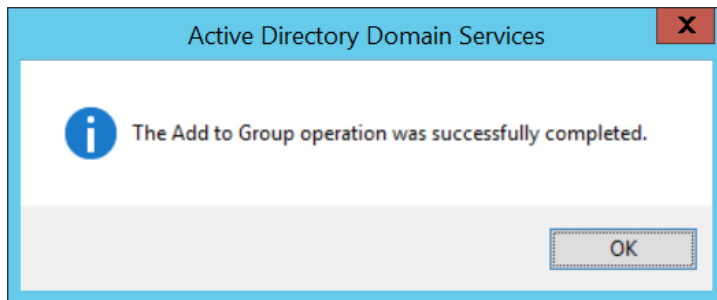 Active Directory Domain Services
X
The Add to Group operation was successfully completed.
OK